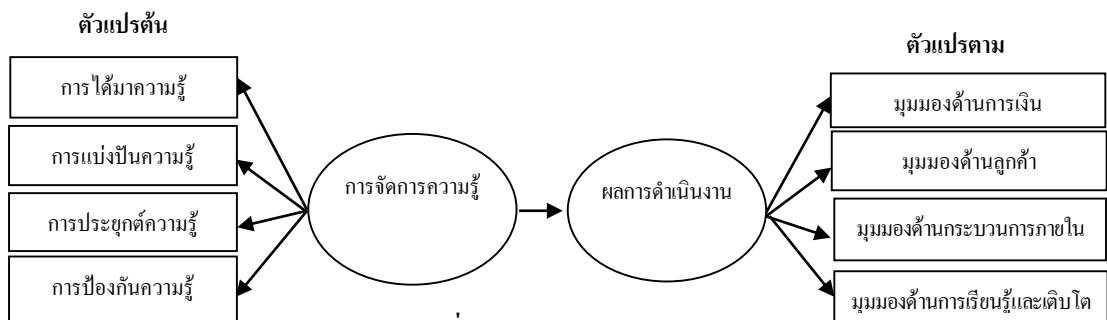 ตัวแปรต้น
ตัวแปรตาม
การได้มาความรู้
การแบ่งปันความรู้
การประยุกต์ความรู้
การป้องกันความรู้
การจัดการความรู้
ผลการดำเนินงาน
มุมมองด้านการเงิน
มุมมองด้านลูกค้า
มุมมองด้านกระบวนการภายใน
มุมมองด้านการเรียนรู้และเติบโต